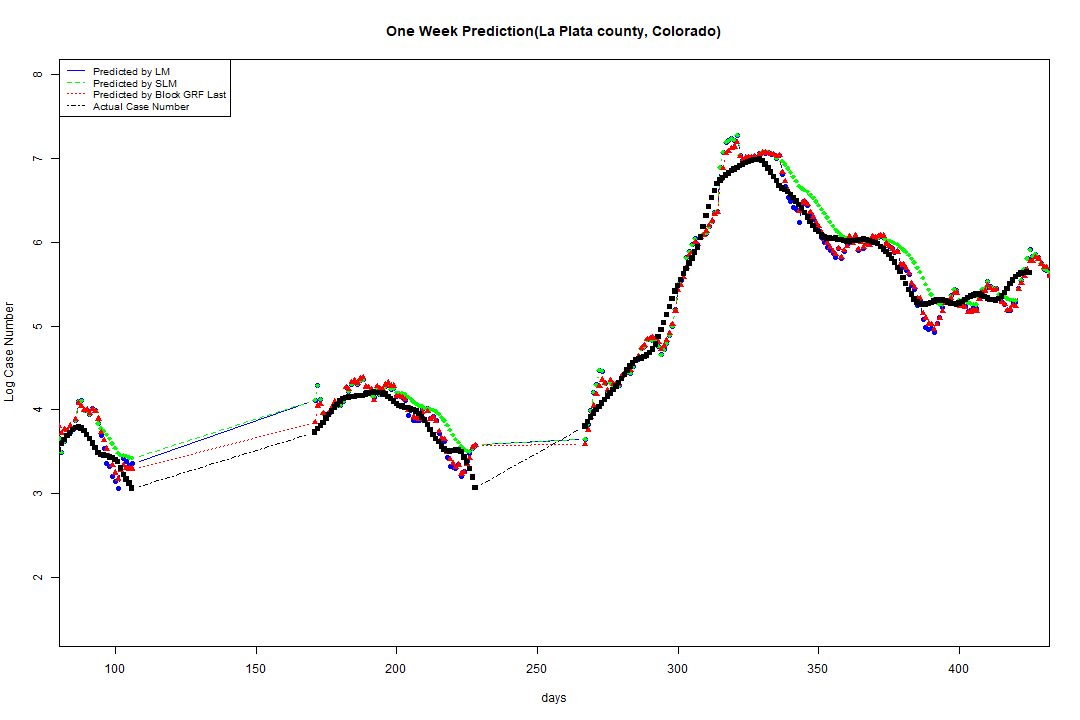 One Week Prediction(La Plata county, Colorado)
Predicted by LM
Predicted by SLM
Predicted by Block GRF Last
Actual Case Number
8
7
6
5
4
3
2
Log Case Number
100 150 200 250 300 350 400
days